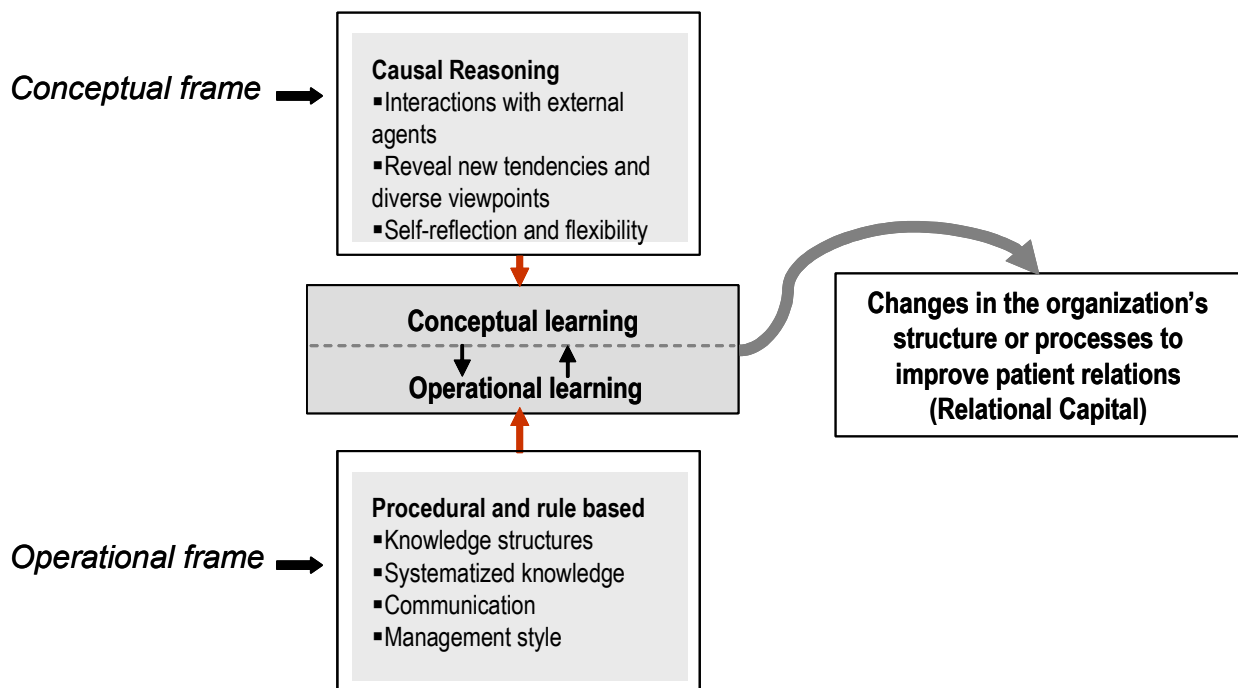 Conceptual frame
Causal Reasoning
▪Interactions with external
agents
▪Reveal new tendencies and
diverse viewpoints
▪Self-reflection and flexibility
Conceptual learning
Operational learning
Changes in the organization’s
structure or processes to
improve patient relations
(Relational Capital)
Operational frame
Procedural and rule based
▪Knowledge structures
▪Systematized knowledge
▪Communication
▪Management style